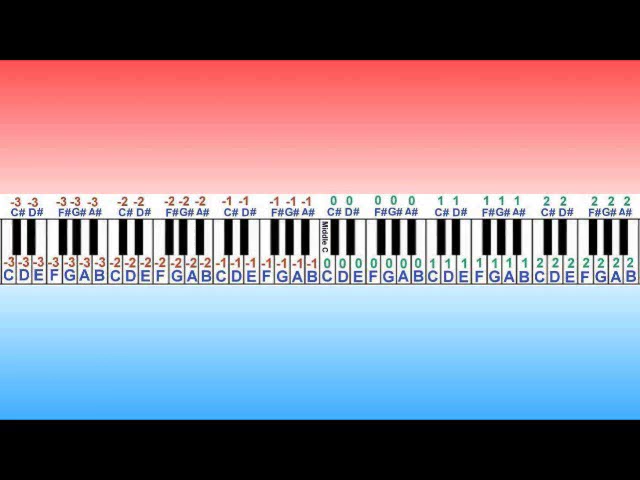 -3 -3 -3 -3 -3 -2 -2 -2 -2 -2 -1 -1 -1 -1 -1 0 0 0 0 0 1 1 1 1 1 2 2 2 2 2
C# D# F# G# A# C# D# F# G# A# C# D# F# G# A# C# D# F# G# A# C# D# F# G# A# C# D# F# G# A#
Middle C
-3 -3 -3 -3 -3 -3 -3 -2 -2 -2 -2 -2 -2 -2 -1 -1 -1 -1 -1 -1 -1 0 0 0 0 0 0 0 1 1 1 1 1 1 1 2 2 2 2 2 2 2
C D E F G A B C D E F G A B C D E F G A B C D E F G A B C D E F G A B C D E F G A B